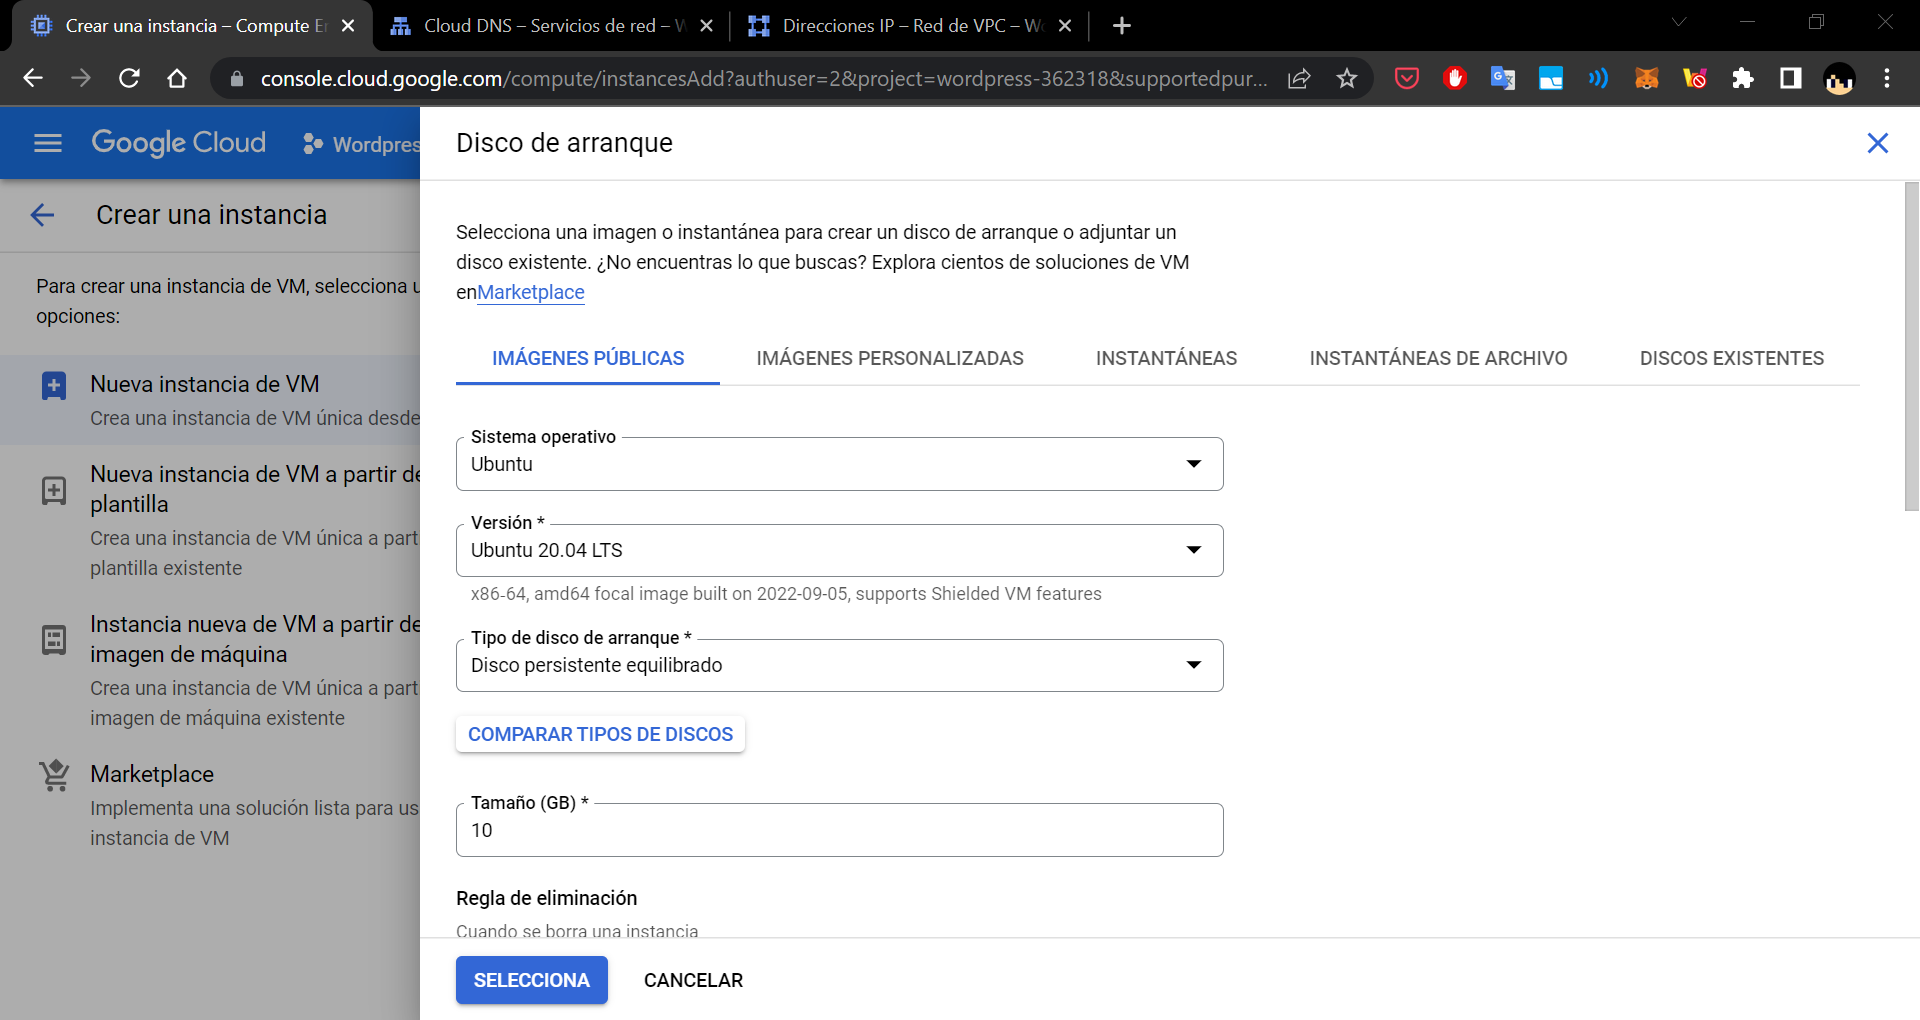 Crear una instancia – Compute E
Cloud DNS – Servicios de red – W
Direcciones IP – Red de VPC – Wo
console.cloud.google.com/compute/instancesAdd?authuser=2&project=wordpress-362318&supportedpur...
Google Cloud
Wordpres
Crear una instancia
Para crear una instancia de VM, selecciona u
opciones:
Nueva instancia de VM
Crea una instancia de VM única desde
Nueva instancia de VM a partir de
plantilla
Crea una instancia de VM única a part
plantilla existente
Instancia nueva de VM a partir de
imagen de máquina
Crea una instancia de VM única a part
imagen de máquina existente
Marketplace
Implementa una solución lista para us
instancia de VM
Disco de arranque
Selecciona una imagen o instantánea para crear un disco de arranque o adjuntar un
disco existente. ¿No encuentras lo que buscas? Explora cientos de soluciones de VM
enMarketplace
IMÁGENES PÚBLICAS
IMÁGENES PERSONALIZADAS
INSTANTÁNEAS
INSTANTÁNEAS DE ARCHIVO
DISCOS EXISTENTES
Sistema operativo
Ubuntu
Versión *
Ubuntu 20.04 LTS
x86-64, amd64 focal image built on 2022-09-05, supports Shielded VM features
Tipo de disco de arranque *
Disco persistente equilibrado
COMPARAR TIPOS DE DISCOS
Tamaño (GB) *
10
Regla de eliminación
Cuando se borra una instancia
SELECCIONA
CANCELAR